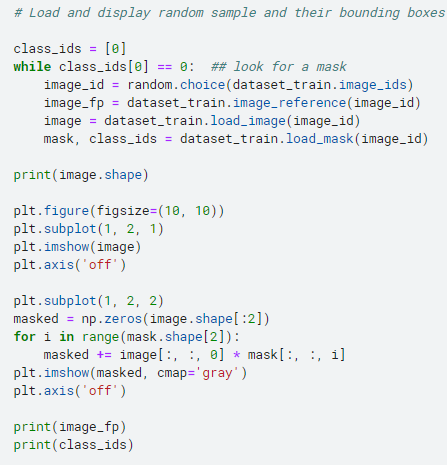 # Load and display random sample and their bounding boxes
class_ids = [0]
while class_ids[0] == 0:  ## look for a mask
    image_id = random.choice(dataset_train.image_ids)
    image_fp = dataset_train.image_reference(image_id)
    image = dataset_train.load_image(image_id)
    mask, class_ids = dataset_train.load_mask(image_id)
print(image.shape)
plt.figure(figsize=(10, 10))
plt.subplot(1, 2, 1)
plt.imshow(image)
plt.axis('off')
plt.subplot(1, 2, 2)
masked = np.zeros(image.shape[:2])
for i in range(mask.shape[2]):
    masked += image[:, :, 0] * mask[:, :, i]
plt.imshow(masked, cmap='gray')
plt.axis('off')
print(image_fp)
print(class_ids)